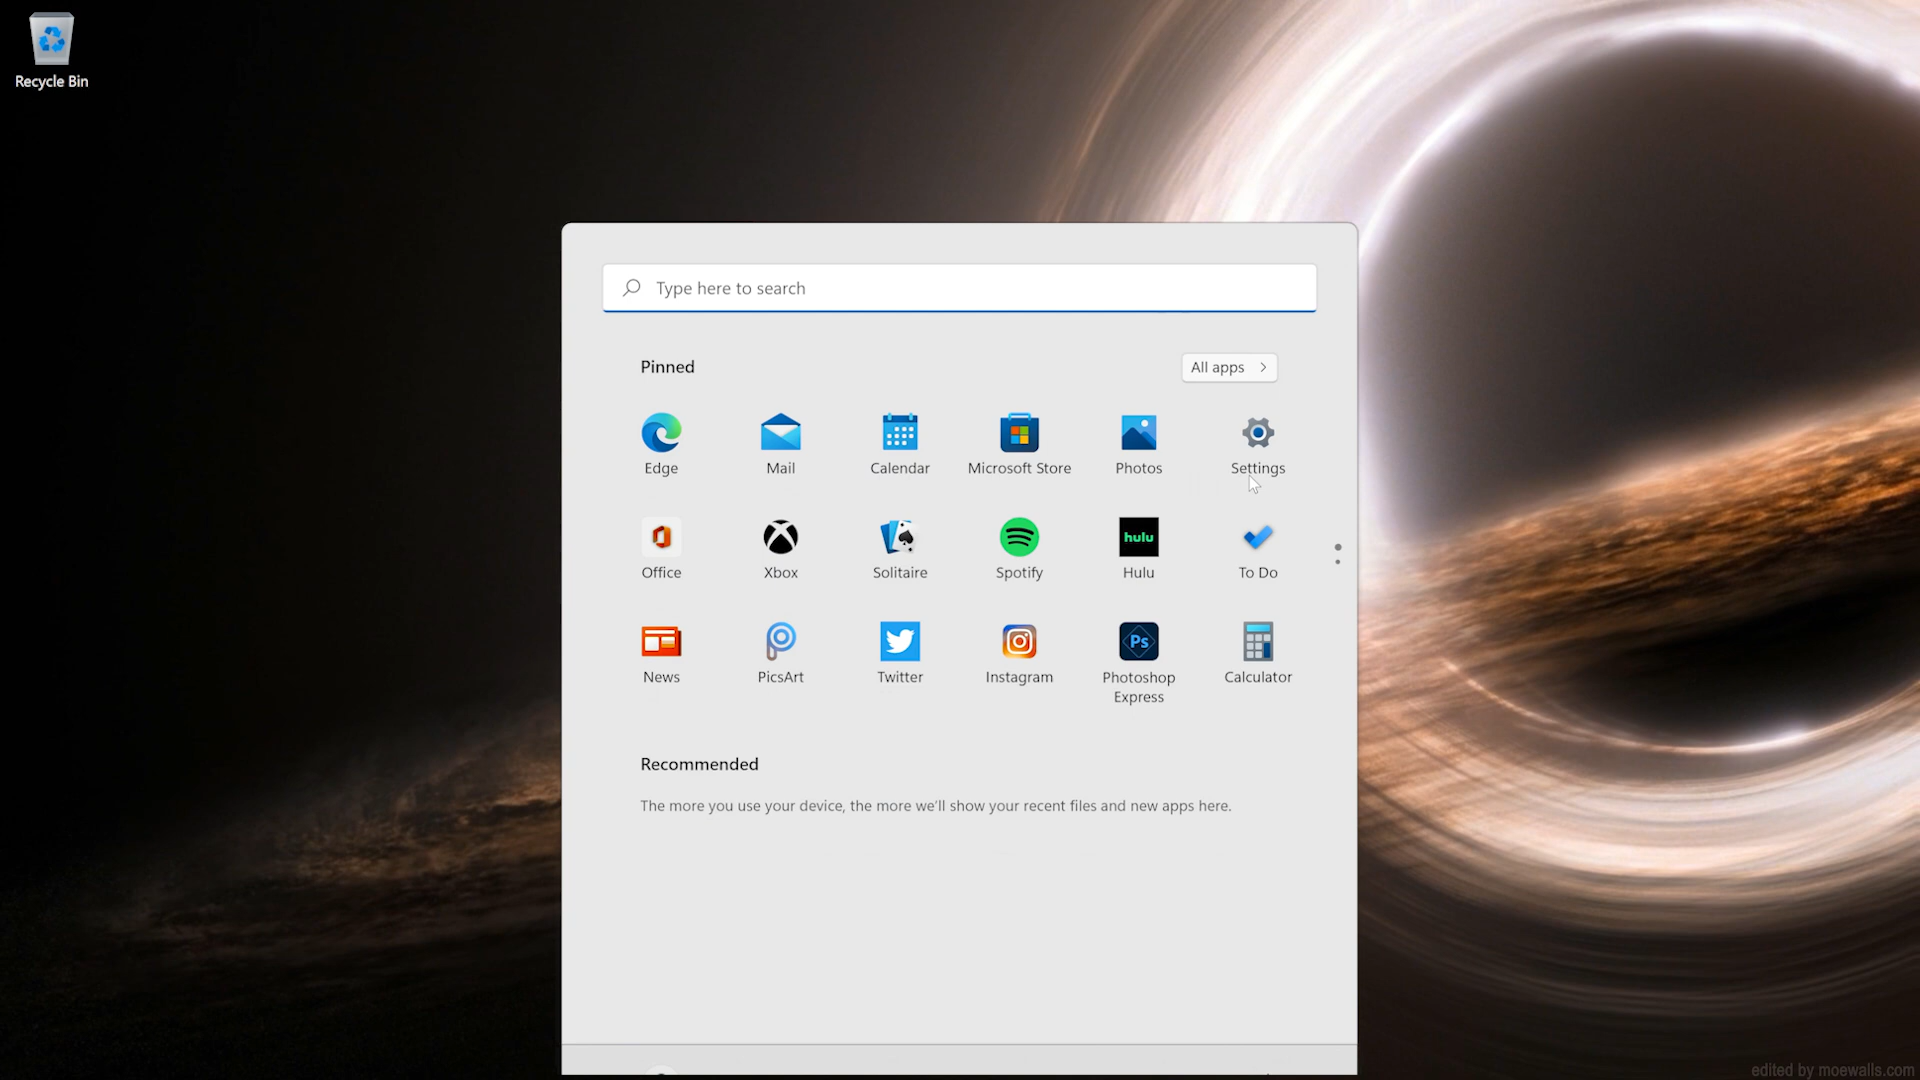 Recycle Bin
Type here to search
Pinned
All apps
Edge
Mail
Calendar
Microsoft Store
Photos
Settings
Office
Xbox
Solitaire
Spotify
hulu
Hulu
To Do
News
PicsArt
Twitter
Instagram
Ps
Photoshop
Express
Calculator
Recommended
The more you use your device, the more we'll show your recent files and new apps here.
edited by moewalls.com